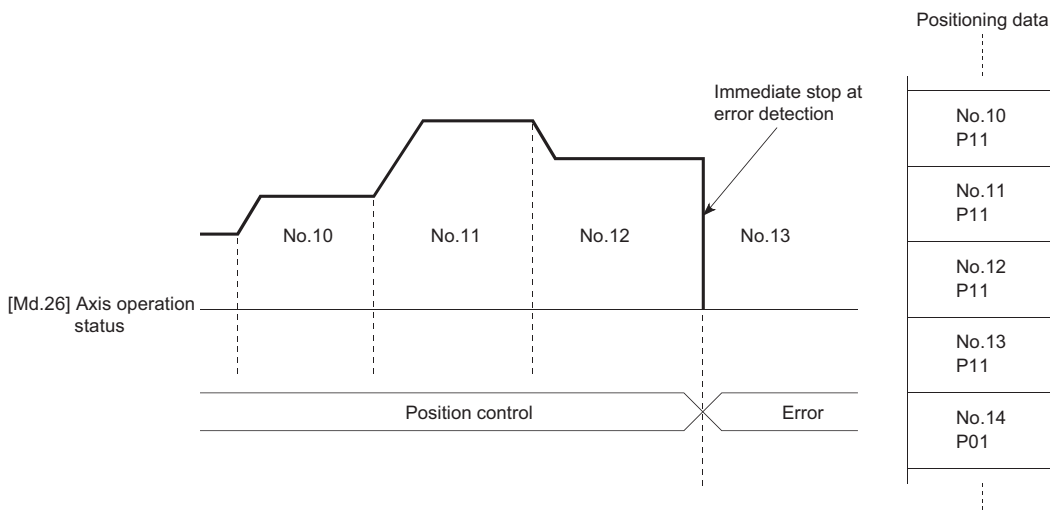 Positioning data
Immediate stop at
error detection
No.10
P11
No.11
P11
No.10
No.11
No.12
No.13
No.12
P11
[Md.26] Axis operation
status
No.13
P11
Position control
Error
No.14
P01